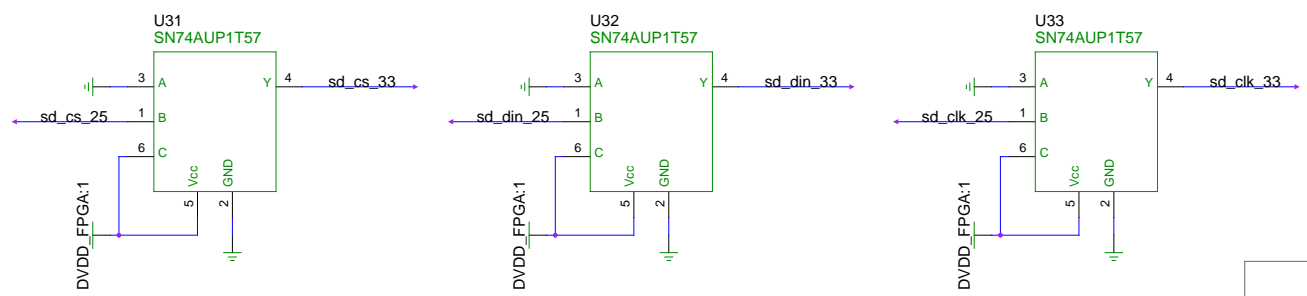 U31
SN74AUP1T57
3 A Y 4 sd_cs_33
sd_cs_25 1 B
6 C
Vcc GND
5 2
DVDD_FPGA:1
U32
SN74AUP1T57
3 A Y 4 sd_din_33
sd_din_25 1 B
6 C
Vcc GND
5 2
DVDD_FPGA:1
U33
SN74AUP1T57
3 A Y 4 sd_clk_33
sd_clk_25 1 B
6 C
Vcc GND
5 2
DVDD_FPGA:1